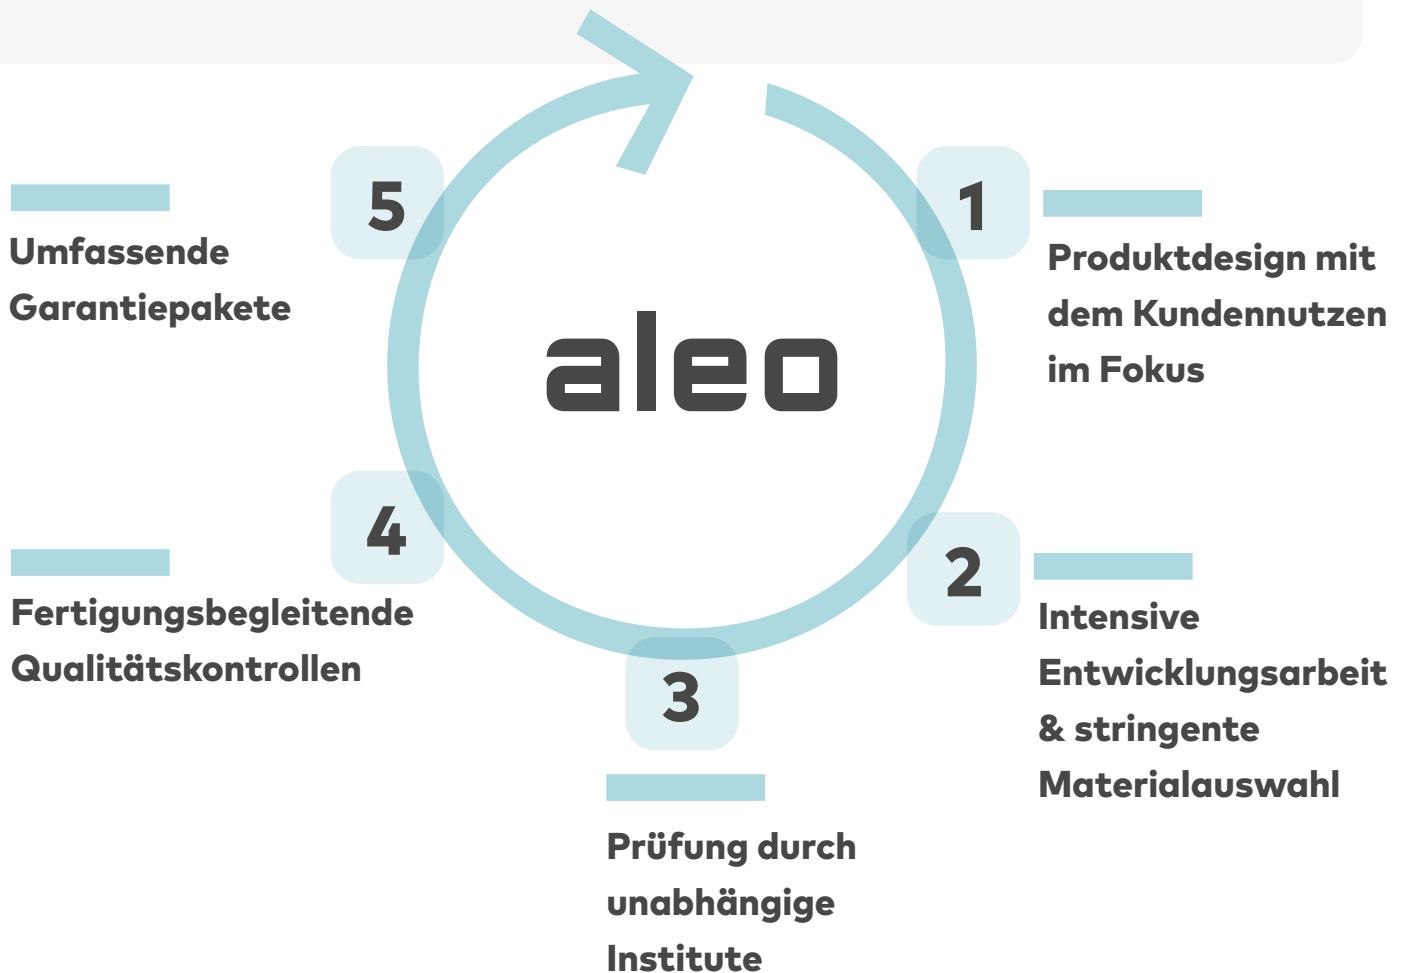 aleo
1
Produktdesign mit
dem Kundennutzen
im Fokus
2
Intensive
Entwicklungsarbeit
& stringente
Materialauswahl
3
Prüfung durch
unabhängige
Institute
4
Fertigungsbegleitende
Qualitätskontrollen
5
Umfassende
Garantiepakete